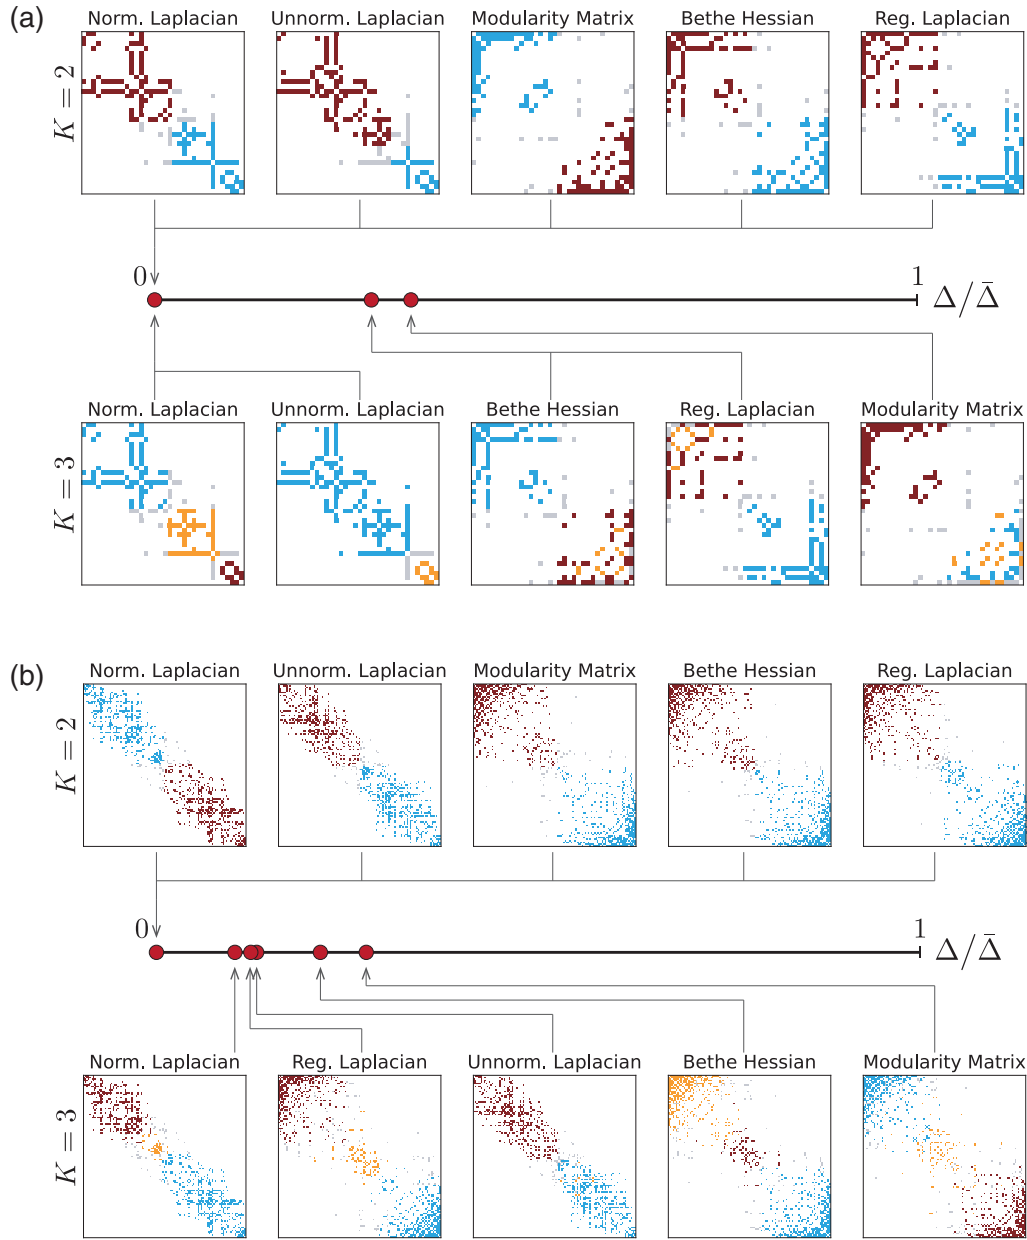 (a)
Norm. Laplacian Unnorm. Laplacian Modularity Matrix Bethe Hessian Reg. Laplacian
K = 2
0 1
Δ/Δ̄
Norm. Laplacian Unnorm. Laplacian Bethe Hessian Reg. Laplacian Modularity Matrix
K = 3
(b)
Norm. Laplacian Unnorm. Laplacian Modularity Matrix Bethe Hessian Reg. Laplacian
K = 2
0 1
Δ/Δ̄
Norm. Laplacian Reg. Laplacian Unnorm. Laplacian Bethe Hessian Modularity Matrix
K = 3